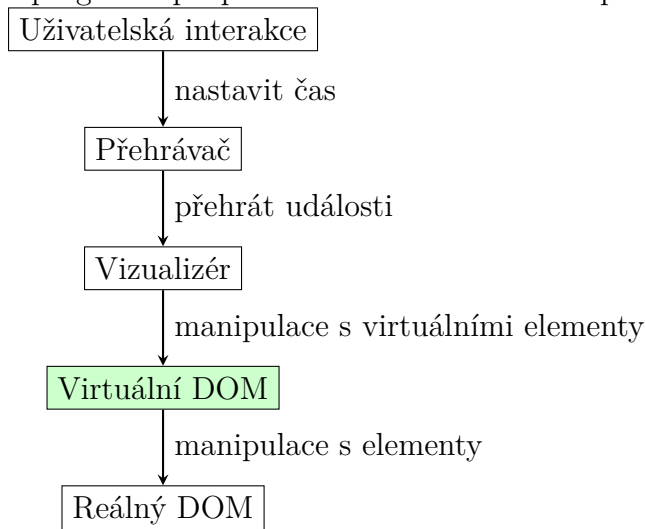 Uživatelská interakce
nastavit čas
Přehrávač
přehrát události
Vizualizér
manipulace s virtuálními elementy
Virtuální DOM
manipulace s elementy
Reálný DOM